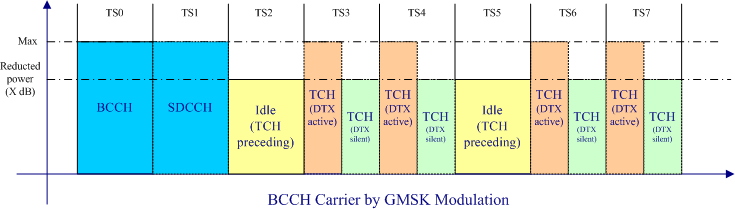 TS0 TS1 TS2 TS3 TS4 TS5 TS6 TS7
Max
Reducted
power
(X dB)
BCCH
SDCCH
Idle
(TCH
preceding)
TCH
(DTX
active)
TCH
(DTX
silent)
TCH
(DTX
active)
TCH
(DTX
silent)
Idle
(TCH
preceding)
TCH
(DTX
active)
TCH
(DTX
silent)
TCH
(DTX
active)
TCH
(DTX
silent)
BCCH Carrier by GMSK Modulation